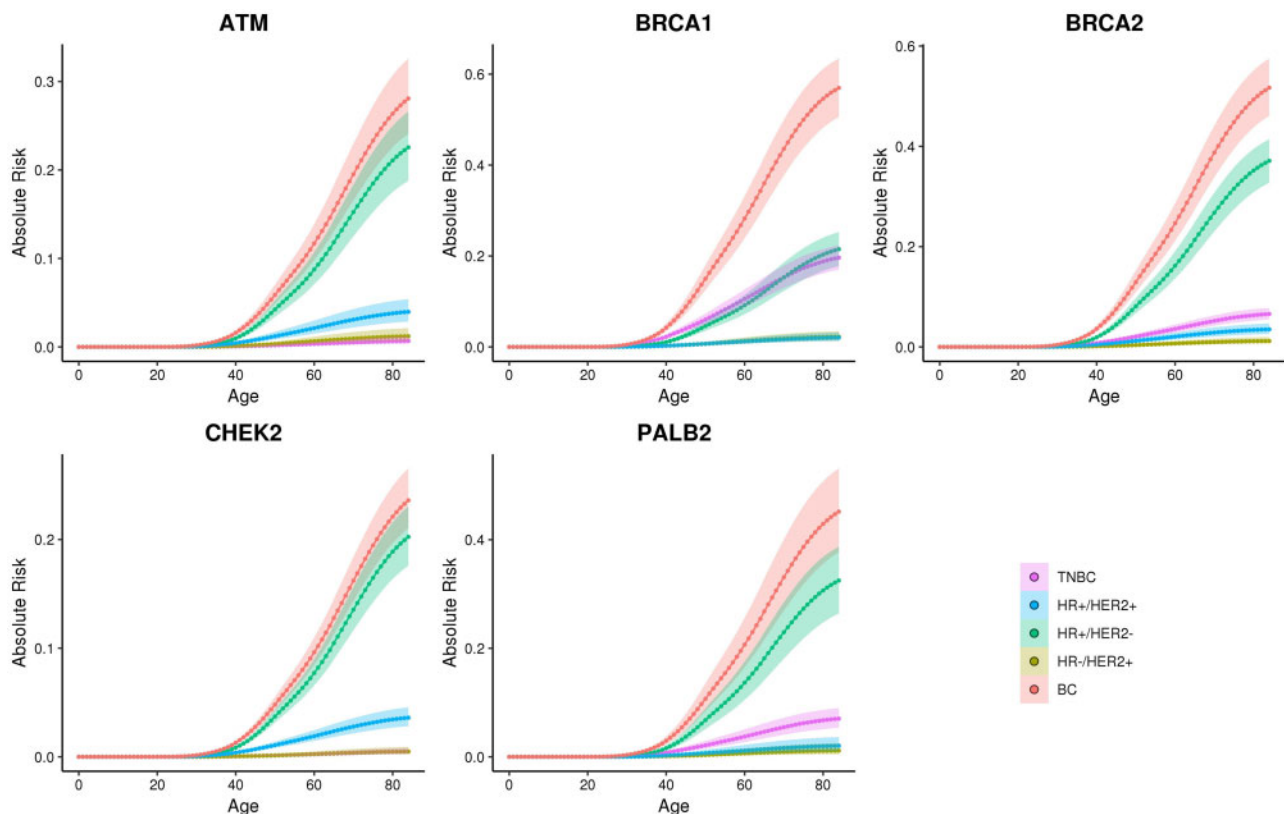 ATM
0.3
0.2
0.1
0.0
Absolute Risk
0 20 40 60 80
Age
BRCA1
0.6
0.4
0.2
0.0
Absolute Risk
0 20 40 60 80
Age
BRCA2
0.6
0.4
0.2
0.0
Absolute Risk
0 20 40 60 80
Age
CHEK2
0.2
0.1
0.0
Absolute Risk
0 20 40 60 80
Age
PALB2
0.4
0.2
0.0
Absolute Risk
0 20 40 60 80
Age
TNBC
HR+/HER2+
HR+/HER2-
HR-/HER2+
BC